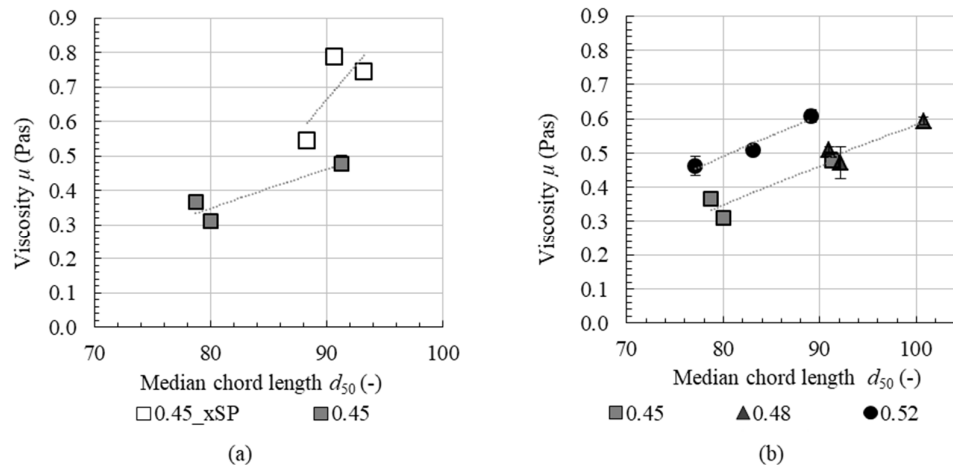 0.9
0.8
0.7
0.6
0.5
0.4
0.3
0.2
0.1
0.0
Viscosity μ (Pas)
70 80 90 100
Median chord length d50 (-)
0.45_xSP 0.45
(a)
0.9
0.8
0.7
0.6
0.5
0.4
0.3
0.2
0.1
0.0
Viscosity μ (Pas)
70 80 90 100
Median chord length d50 (-)
0.45 0.48 0.52
(b)